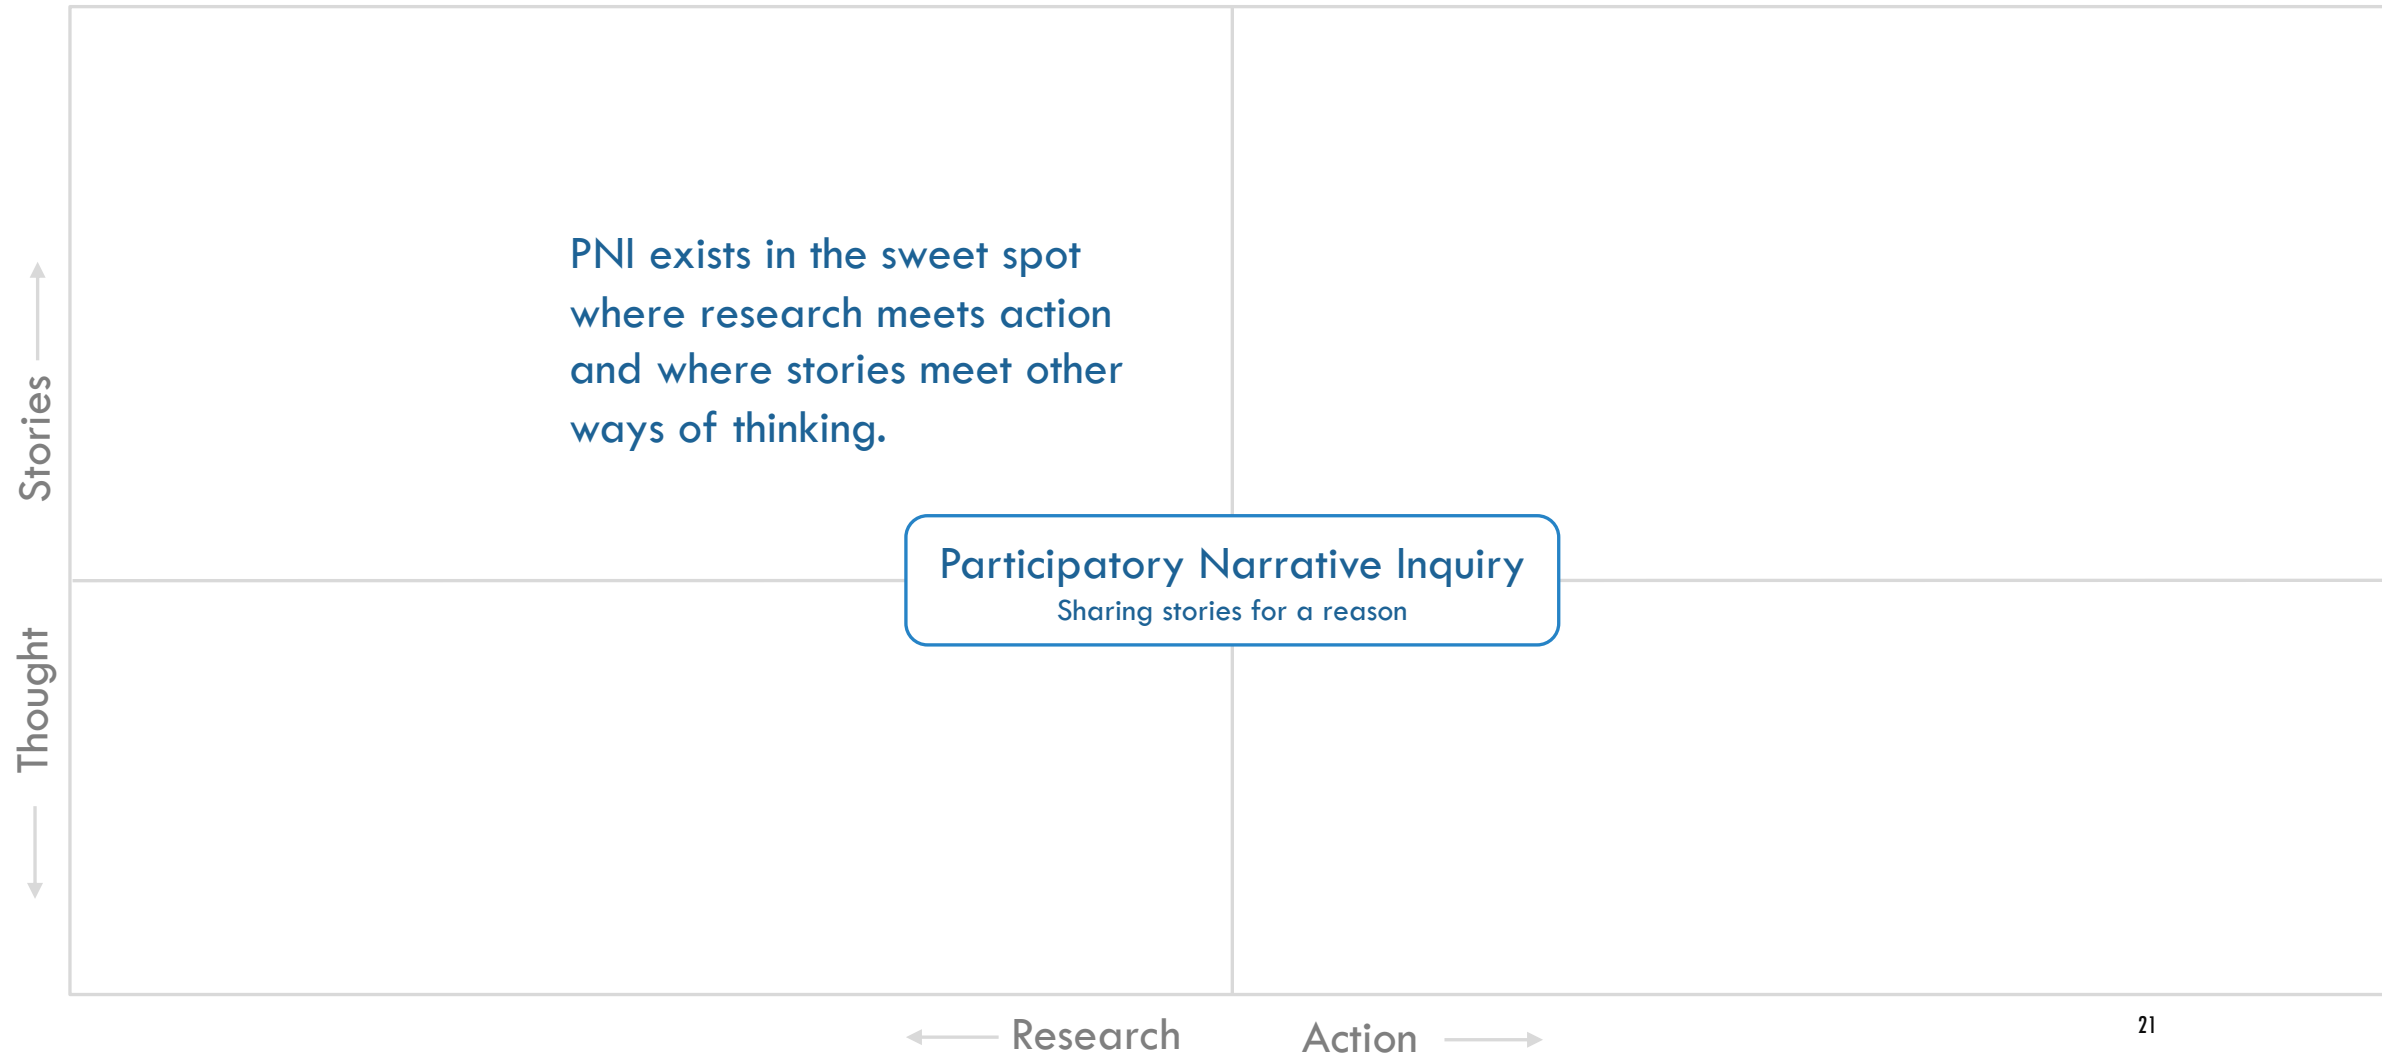 PNI exists in the sweet spot
where research meets action
and where stories meet other
ways of thinking.
Stories
Participatory Narrative Inquiry
Sharing stories for a reason
Thought
Research
Action
21